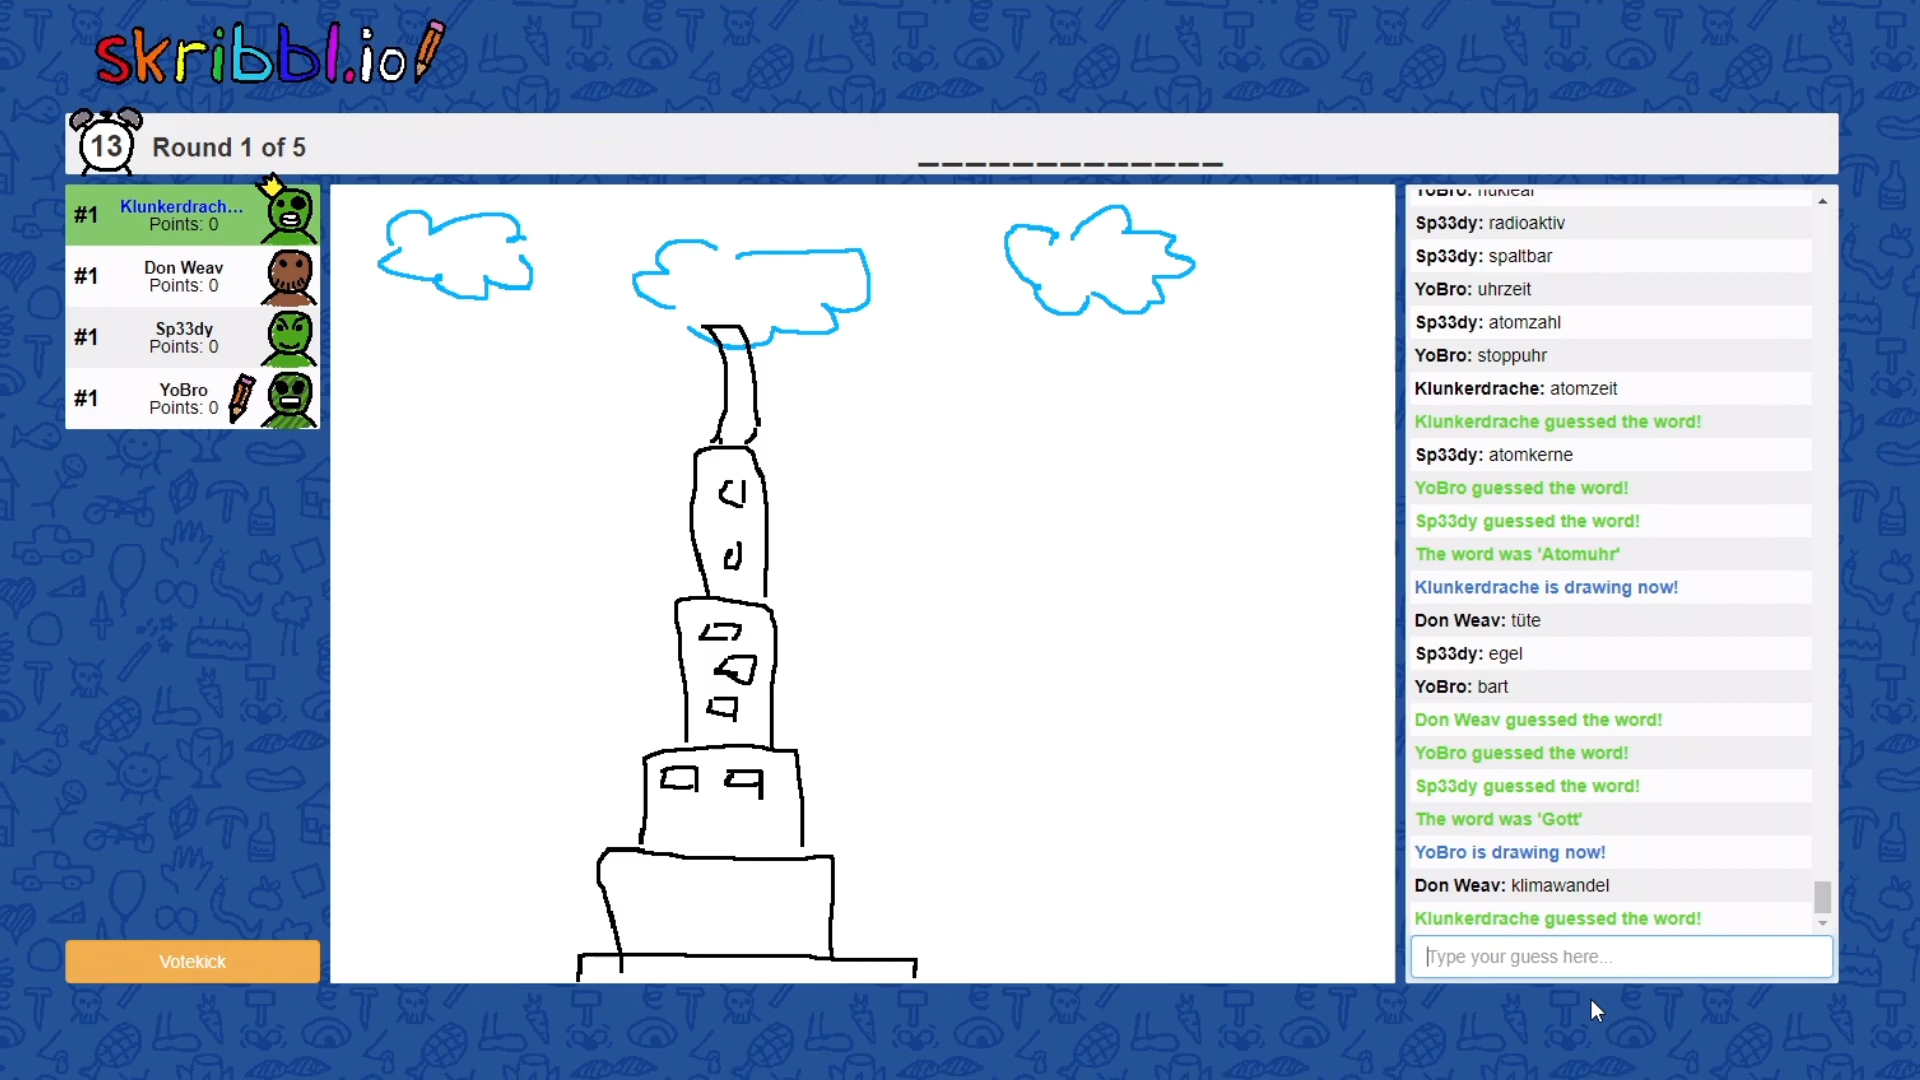 skribbl.io
13
Round 1 of 5
_____________
#1 Klunkerdrach...
Points: 0
#1 Don Weav
Points: 0
#1 Sp33dy
Points: 0
#1 YoBro
Points: 0
Votekick
YoBro: nuklear
Sp33dy: radioaktiv
Sp33dy: spaltbar
YoBro: uhrzeit
Sp33dy: atomzahl
YoBro: stoppuhr
Klunkerdrache: atomzeit
Klunkerdrache guessed the word!
Sp33dy: atomkerne
YoBro guessed the word!
Sp33dy guessed the word!
The word was 'Atomuhr'
Klunkerdrache is drawing now!
Don Weav: tüte
Sp33dy: egel
YoBro: bart
Don Weav guessed the word!
YoBro guessed the word!
Sp33dy guessed the word!
The word was 'Gott'
YoBro is drawing now!
Don Weav: klimawandel
Klunkerdrache guessed the word!
Type your guess here...